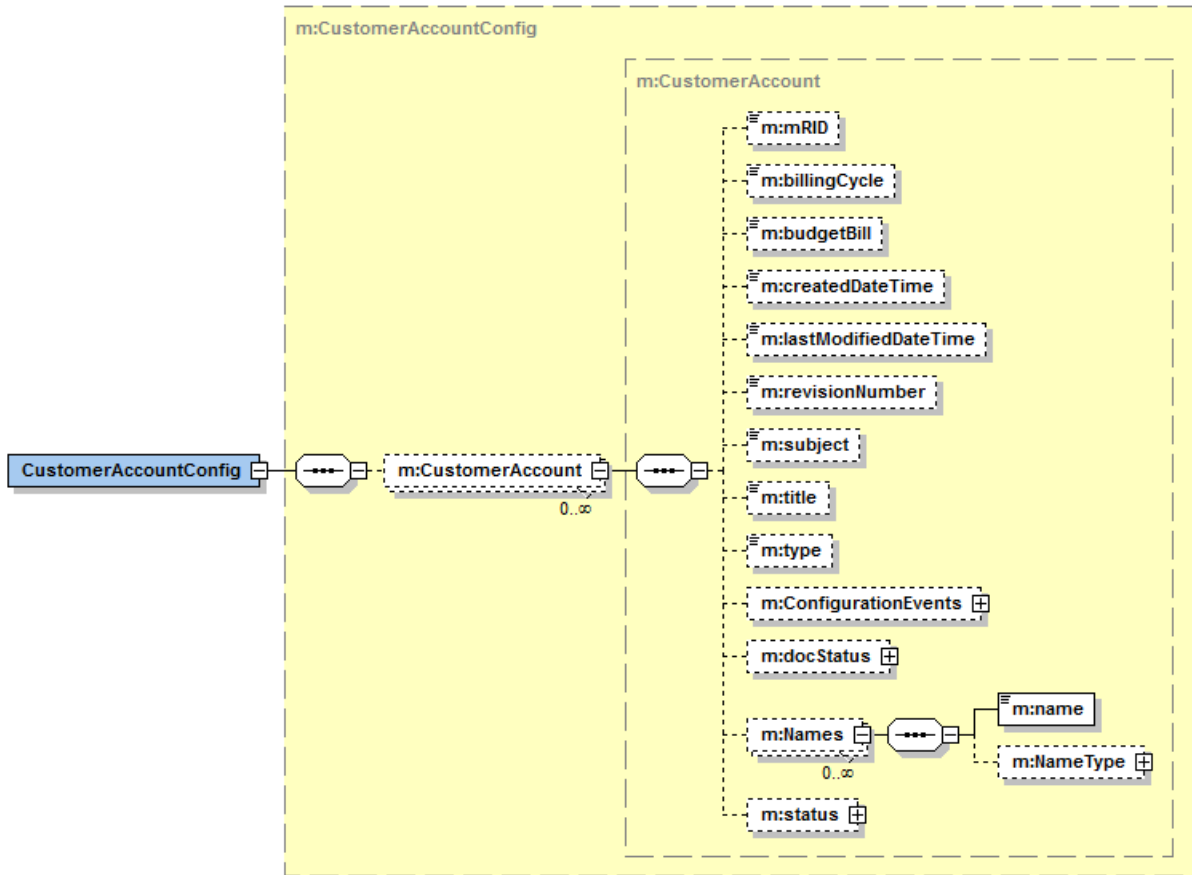 m:CustomerAccountConfig
m:CustomerAccount
m:mRID
m:billingCycle
m:budgetBill
m:createdDateTime
m:lastModifiedDateTime
m:revisionNumber
CustomerAccountConfig
m:CustomerAccount
0..∞
m:subject
m:title
m:type
m:ConfigurationEvents
m:docStatus
m:Names
0..∞
m:name
m:NameType
m:status